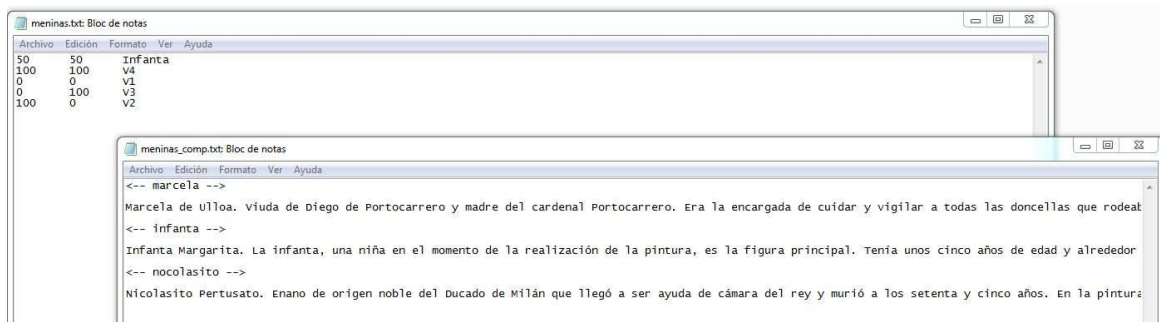 meninas.txt: Bloc de notas
Archivo Edición Formato Ver Ayuda
50 50 Infanta
100 100 V4
0 0 V1
0 100 V3
100 0 V2
meninas_comp.txt: Bloc de notas
Archivo Edición Formato Ver Ayuda
<-- marcela -->
Marcela de Ulloa. Viuda de Diego de Portocarrero y madre del cardenal Portocarrero. Era la encargada de cuidar y vigilar a todas las doncellas que
<-- infanta -->
Infanta Margarita. La infanta, una niña en el momento de la realización de la pintura, es la figura principal. Tenía unos cinco años de edad y alrededor
<-- nocolasito -->
Nicolasito Pertusato. Enano de origen noble del Ducado de Milán que llegó a ser ayuda de cámara del rey y murió a los setenta y cinco años. En la pintura